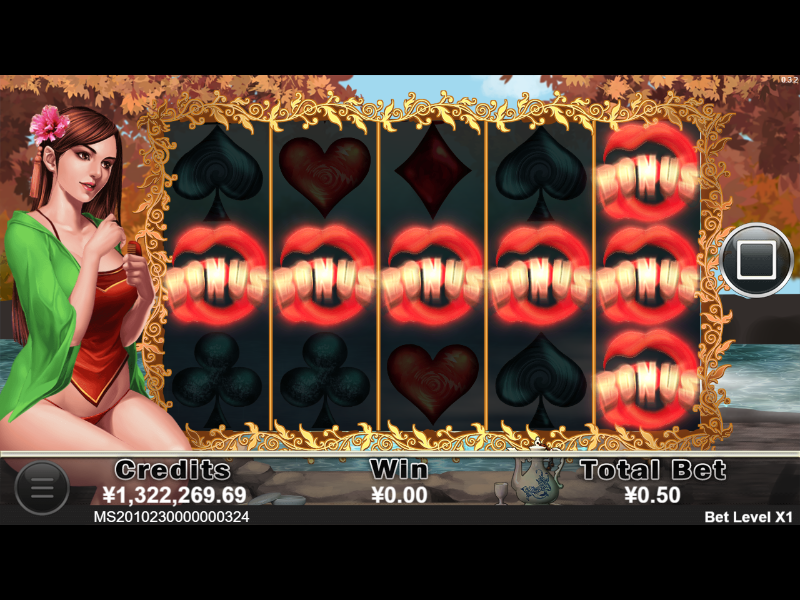 032
BONUS
BONUS BONUS BONUS BONUS BONUS
BONUS
Credits Win Total Bet
¥1,322,269.69 ¥0.00 ¥0.50
MS2010230000000324 Bet Level X1